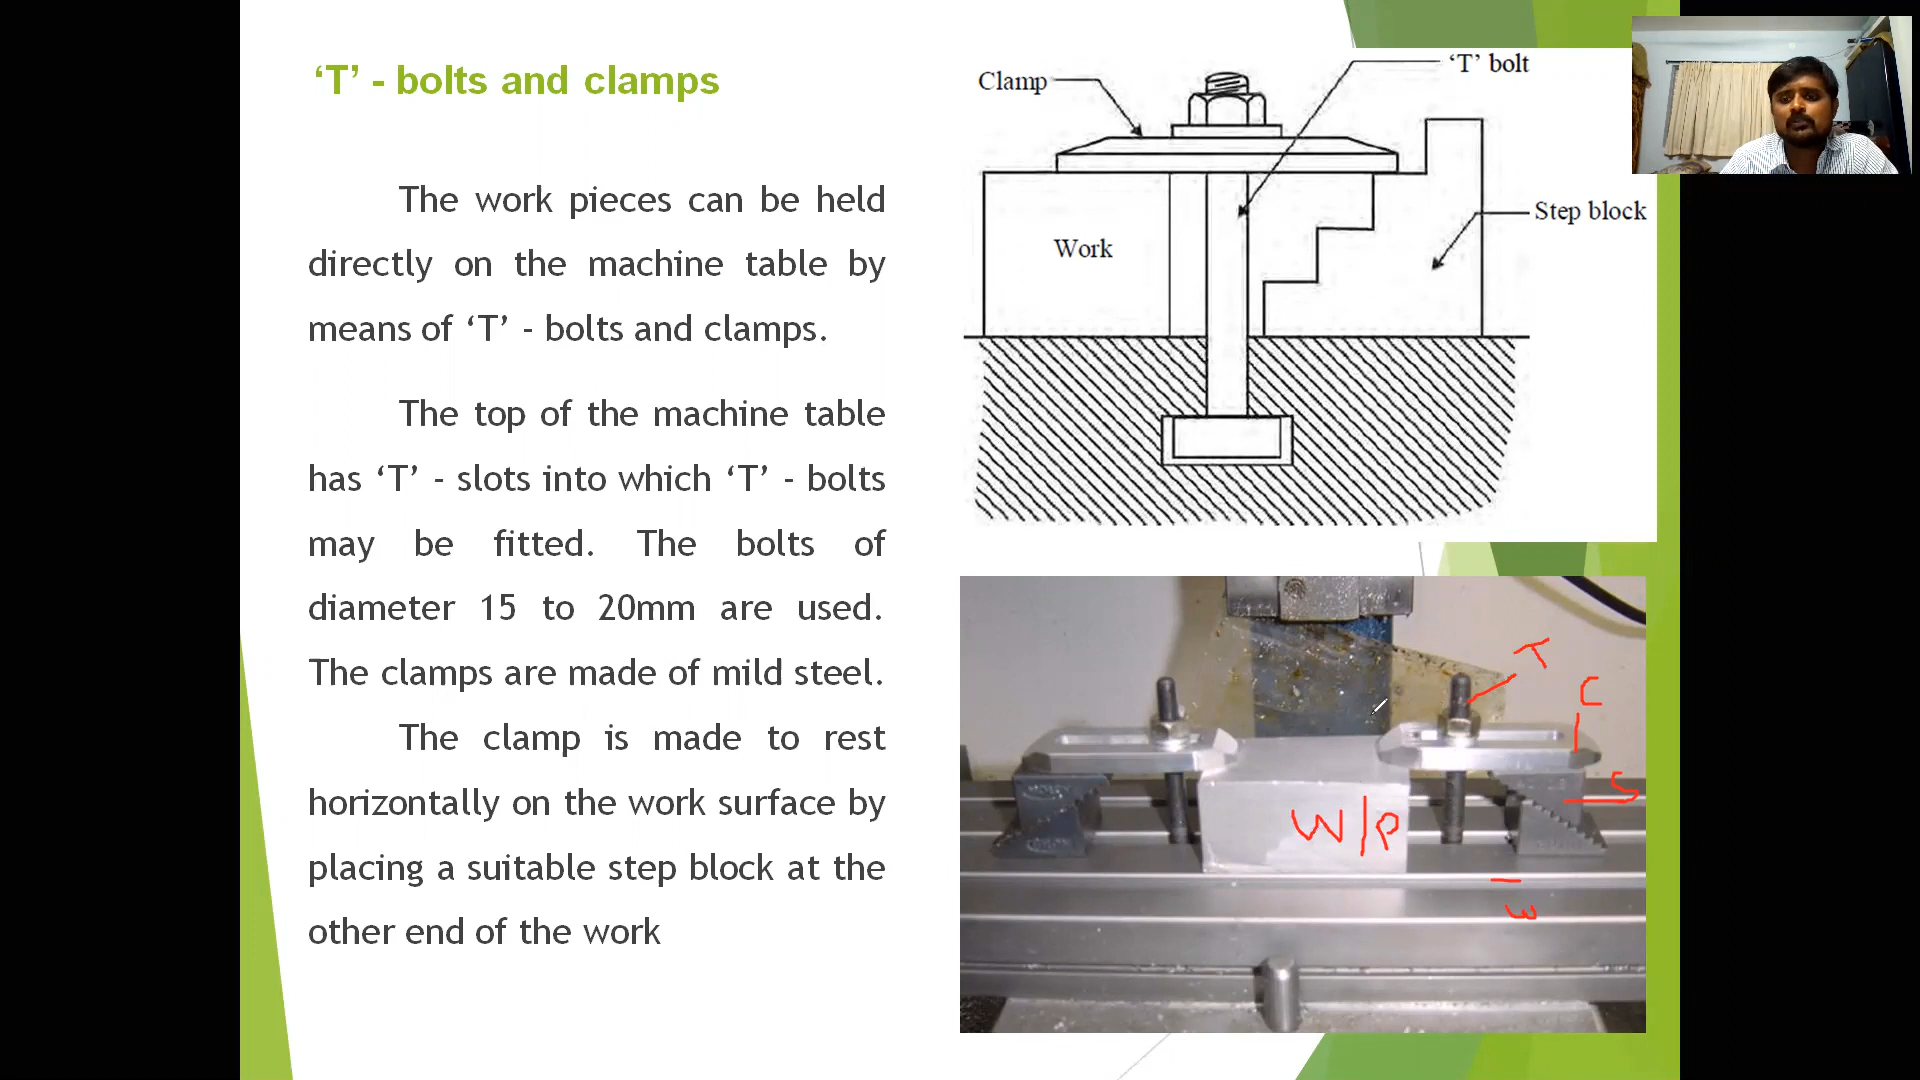 ‘T’ - bolts and clamps
The work pieces can be held
directly on the machine table by
means of ‘T’ - bolts and clamps.
The top of the machine table
has ‘T’ - slots into which ‘T’ - bolts
may be fitted. The bolts of
diameter 15 to 20mm are used.
The clamps are made of mild steel.
The clamp is made to rest
horizontally on the work surface by
placing a suitable step block at the
other end of the work
Clamp
‘T’ bolt
Step block
Work
T
C
S
W/P